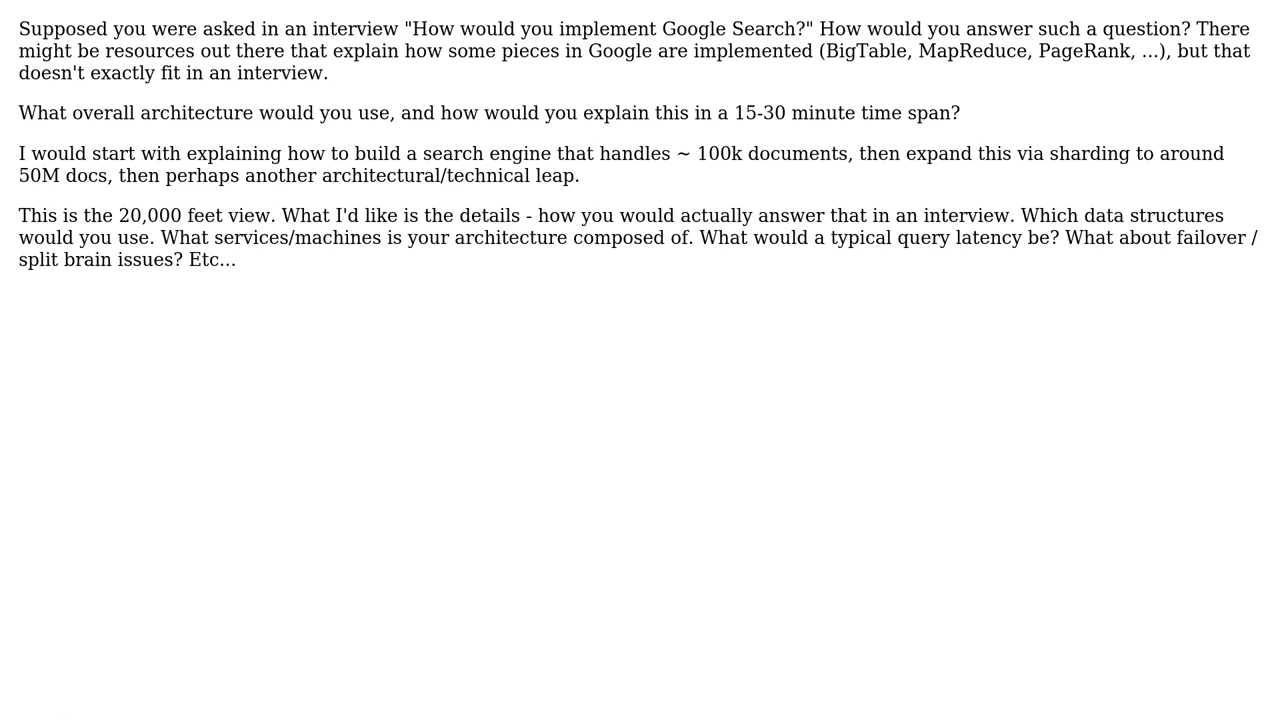 Supposed you were asked in an interview "How would you implement Google Search?" How would you answer such a question? There
might be resources out there that explain how some pieces in Google are implemented (BigTable, MapReduce, PageRank, ...), but that
doesn't exactly fit in an interview.
What overall architecture would you use, and how would you explain this in a 15-30 minute time span?
I would start with explaining how to build a search engine that handles ~ 100k documents, then expand this via sharding to around
50M docs, then perhaps another architectural/technical leap.
This is the 20,000 feet view. What I'd like is the details - how you would actually answer that in an interview. Which data structures
would you use. What services/machines is your architecture composed of. What would a typical query latency be? What about failover /
split brain issues? Etc...